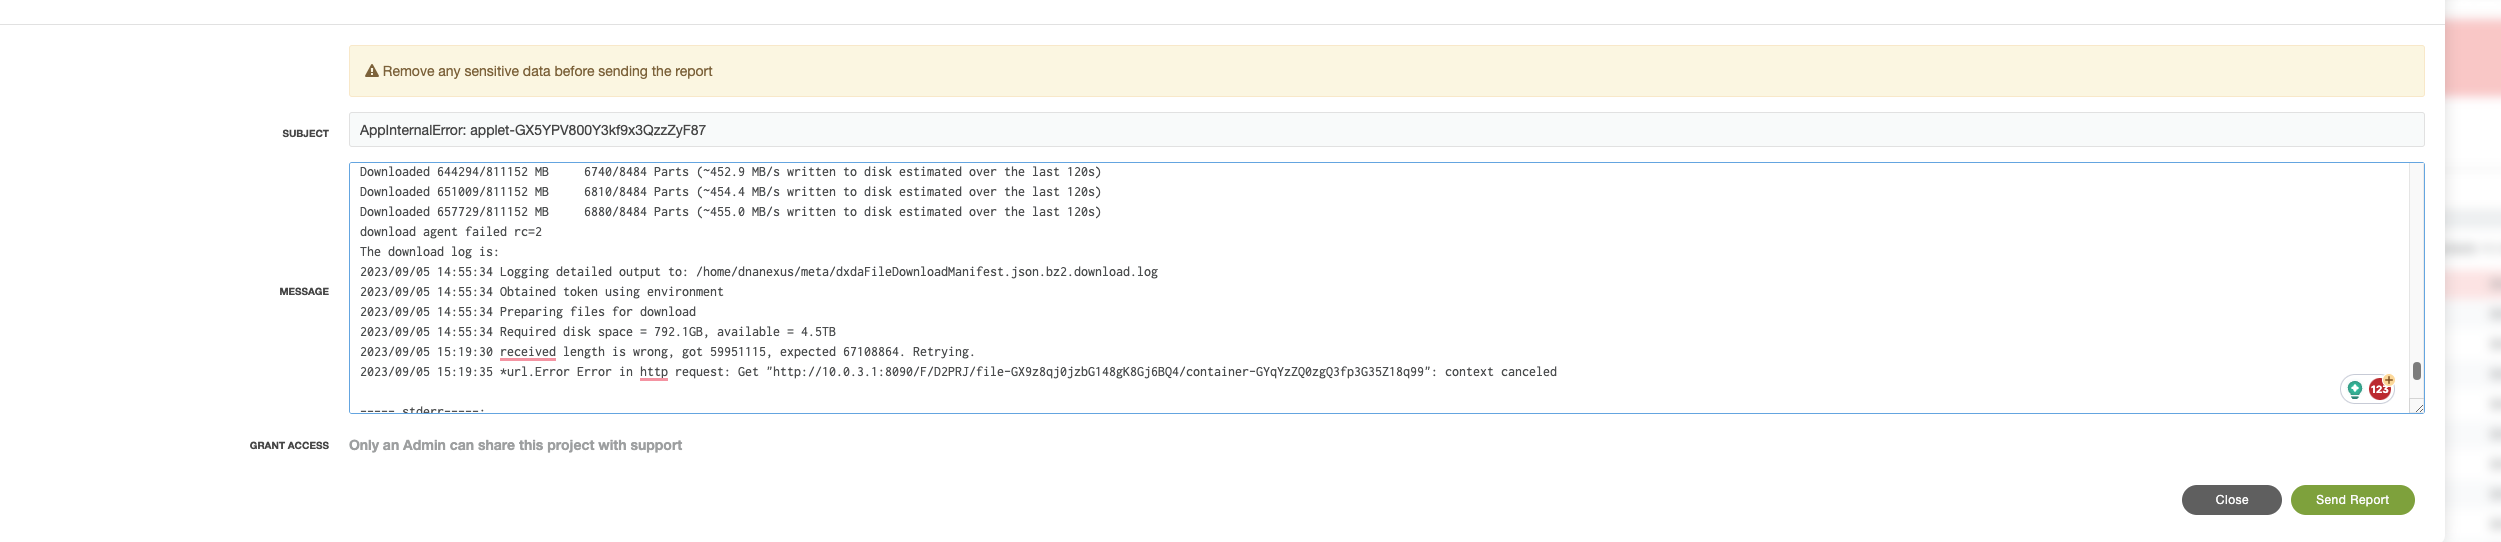 Remove any sensitive data before sending the report
SUBJECT
AppInternalError: applet-GX5YPV800Y3kf9x3QzzZyF87
MESSAGE
Downloaded 644294/811152 MB     6740/8484 Parts (~452.9 MB/s written to disk estimated over the last 120s)
Downloaded 651009/811152 MB     6810/8484 Parts (~454.4 MB/s written to disk estimated over the last 120s)
Downloaded 657729/811152 MB     6880/8484 Parts (~455.0 MB/s written to disk estimated over the last 120s)
download agent failed rc=2
The download log is:
2023/09/05 14:55:34 Logging detailed output to: /home/dnanexus/meta/dxdaFileDownloadManifest.json.bz2.download.log
2023/09/05 14:55:34 Obtained token using environment
2023/09/05 14:55:34 Preparing files for download
2023/09/05 14:55:34 Required disk space = 792.1GB, available = 4.5TB
2023/09/05 15:19:30 received length is wrong, got 59951115, expected 67108864. Retrying.
2023/09/05 15:19:35 *url.Error Error in http request: Get "http://10.0.3.1:8090/F/D2PRJ/file-GX9z8qj0jzbG148gK8Gj6BQ4/container-GYqYzZQ0zgQ3fp3G35Z18q99": context canceled
----- stderr-----:
123
GRANT ACCESS
Only an Admin can share this project with support
Close
Send Report